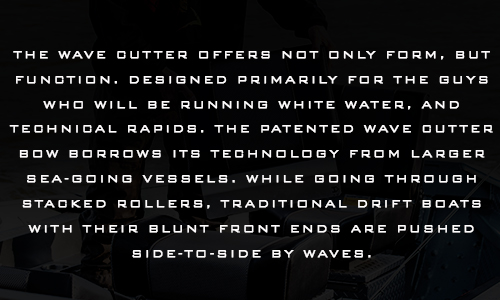 THE WAVE CUTTER OFFERS NOT ONLY FORM, BUT
FUNCTION. DESIGNED PRIMARILY FOR THE GUYS
WHO WILL BE RUNNING WHITE WATER, AND
TECHNICAL RAPIDS. THE PATENTED WAVE CUTTER
BOW BORROWS ITS TECHNOLOGY FROM LARGER
SEA-GOING VESSELS. WHILE GOING THROUGH
STACKED ROLLERS, TRADITIONAL DRIFT BOATS
WITH THEIR BLUNT FRONT ENDS ARE PUSHED
SIDE-TO-SIDE BY WAVES.